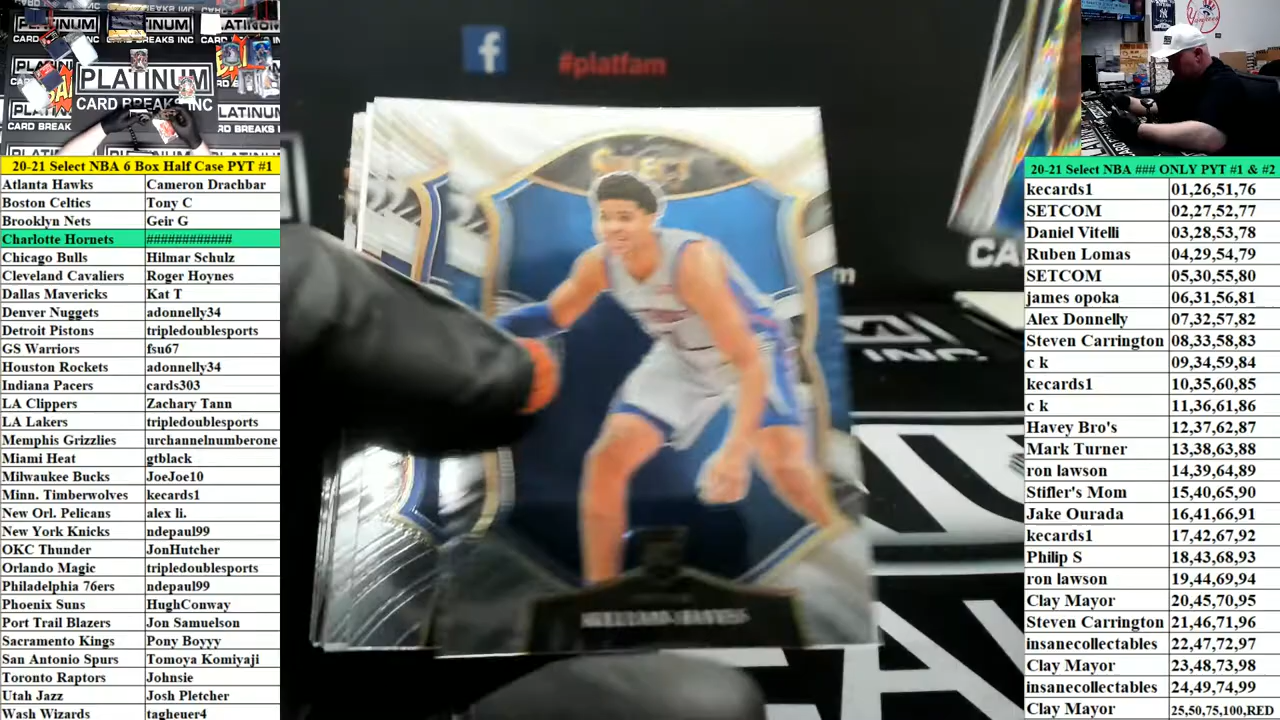 PLATINUM
CARD BREAKS INC
PLATINUM
CARD BREAKS INC
#platfam
20-21 Select NBA 6 Box Half Case PYT #1
Atlanta Hawks Cameron Drachbar
Boston Celtics Tony C
Brooklyn Nets Geir G
Charlotte Hornets ############
Chicago Bulls Hilmar Schulz
Cleveland Cavaliers Roger Hoynes
Dallas Mavericks Kat T
Denver Nuggets adonnelly34
Detroit Pistons tripledoublesports
GS Warriors fsu67
Houston Rockets adonnelly34
Indiana Pacers cards303
LA Clippers Zachary Tann
LA Lakers tripledoublesports
Memphis Grizzlies urchannelnumberone
Miami Heat gtblack
Milwaukee Bucks JoeJoe10
Minn. Timberwolves kecards1
New Orl. Pelicans alex li.
New York Knicks ndepaul99
OKC Thunder JonHutcher
Orlando Magic tripledoublesports
Philadelphia 76ers ndepaul99
Phoenix Suns HughConway
Port Trail Blazers Jon Samuelson
Sacramento Kings Pony Boyyy
San Antonio Spurs Tomoya Komiyaji
Toronto Raptors Johnsie
Utah Jazz Josh Pletcher
Wash Wizards tagheuer4
INC.
20-21 Select NBA ### ONLY PYT #1 & #2
kecards1 01,26,51,76
SETCOM 02,27,52,77
Daniel Vitelli 03,28,53,78
Ruben Lomas 04,29,54,79
SETCOM 05,30,55,80
james opoka 06,31,56,81
Alex Donnelly 07,32,57,82
Steven Carrington 08,33,58,83
c k 09,34,59,84
kecards1 10,35,60,85
c k 11,36,61,86
Havey Bro's 12,37,62,87
Mark Turner 13,38,63,88
ron lawson 14,39,64,89
Stifler's Mom 15,40,65,90
Jake Ourada 16,41,66,91
kecards1 17,42,67,92
Philip S 18,43,68,93
ron lawson 19,44,69,94
Clay Mayor 20,45,70,95
Steven Carrington 21,46,71,96
insanecollectables 22,47,72,97
Clay Mayor 23,48,73,98
insanecollectables 24,49,74,99
Clay Mayor 25,50,75,100,RED